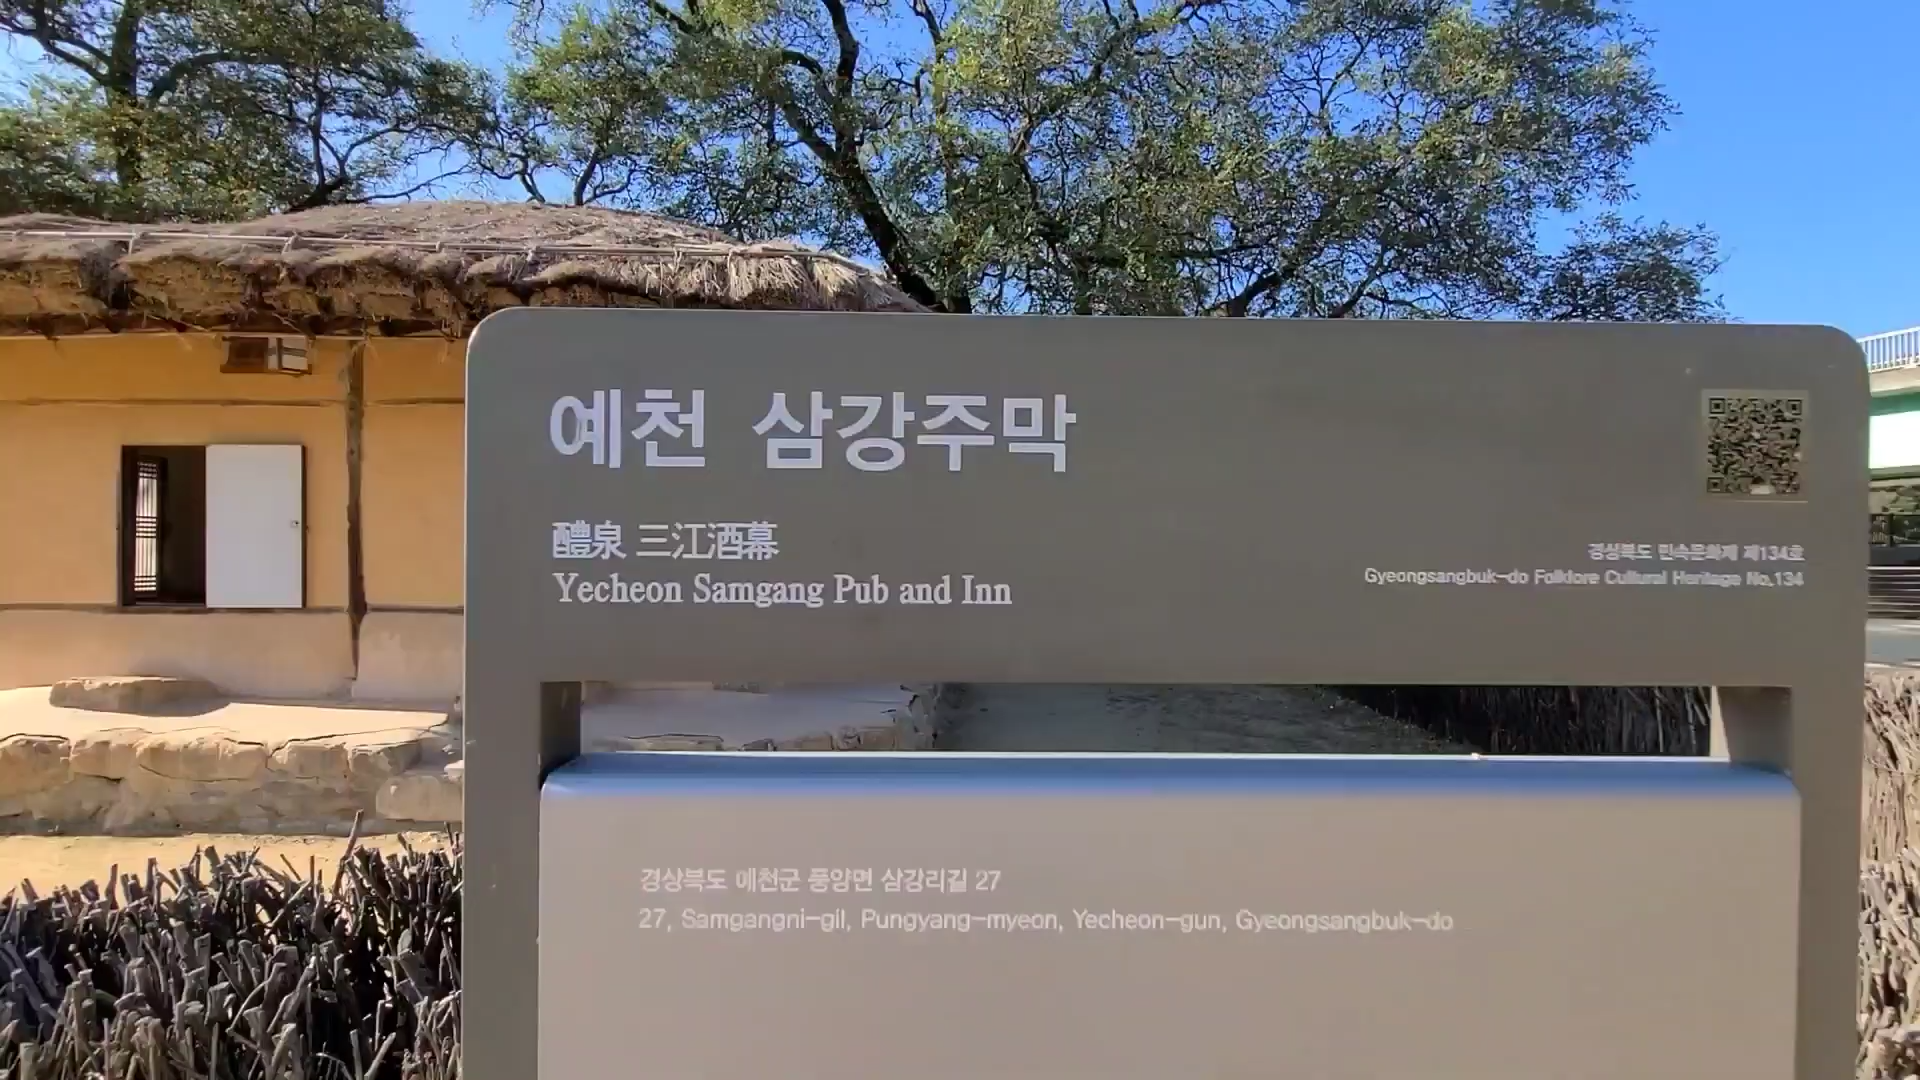 예천 삼강주막
醴泉 三江酒幕
Yecheon Samgang Pub and Inn
경상북도 민속문화재 제134호
Gyeongsangbuk-do Folklore Cultural Heritage No.134
경상북도 예천군 풍양면 삼강리길 27
27, Samgangni-gil, Pungyang-myeon, Yecheon-gun, Gyeongsangbuk-do